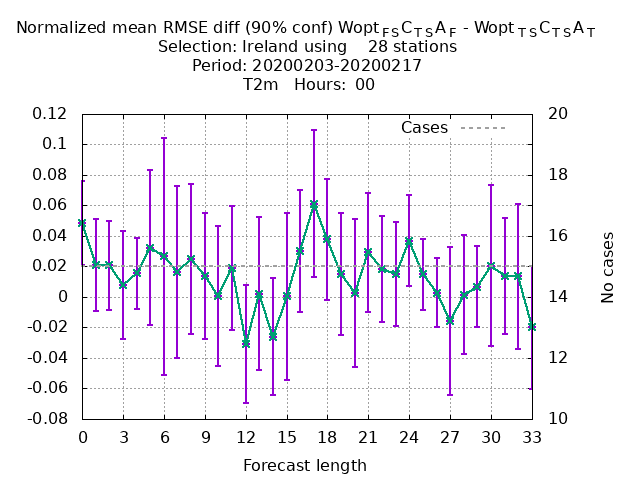 Normalized mean RMSE diff (90% conf) Wopt FS C TS A F - Wopt TS C TS A T
Selection: Ireland using 28 stations
Period: 20200203-20200217
T2m Hours: 00
Cases
0.12
0.1
0.08
0.06
0.04
0.02
0
-0.02
-0.04
-0.06
-0.08
20
18
16
14
12
10
No cases
0 3 6 9 12 15 18 21 24 27 30 33
Forecast length